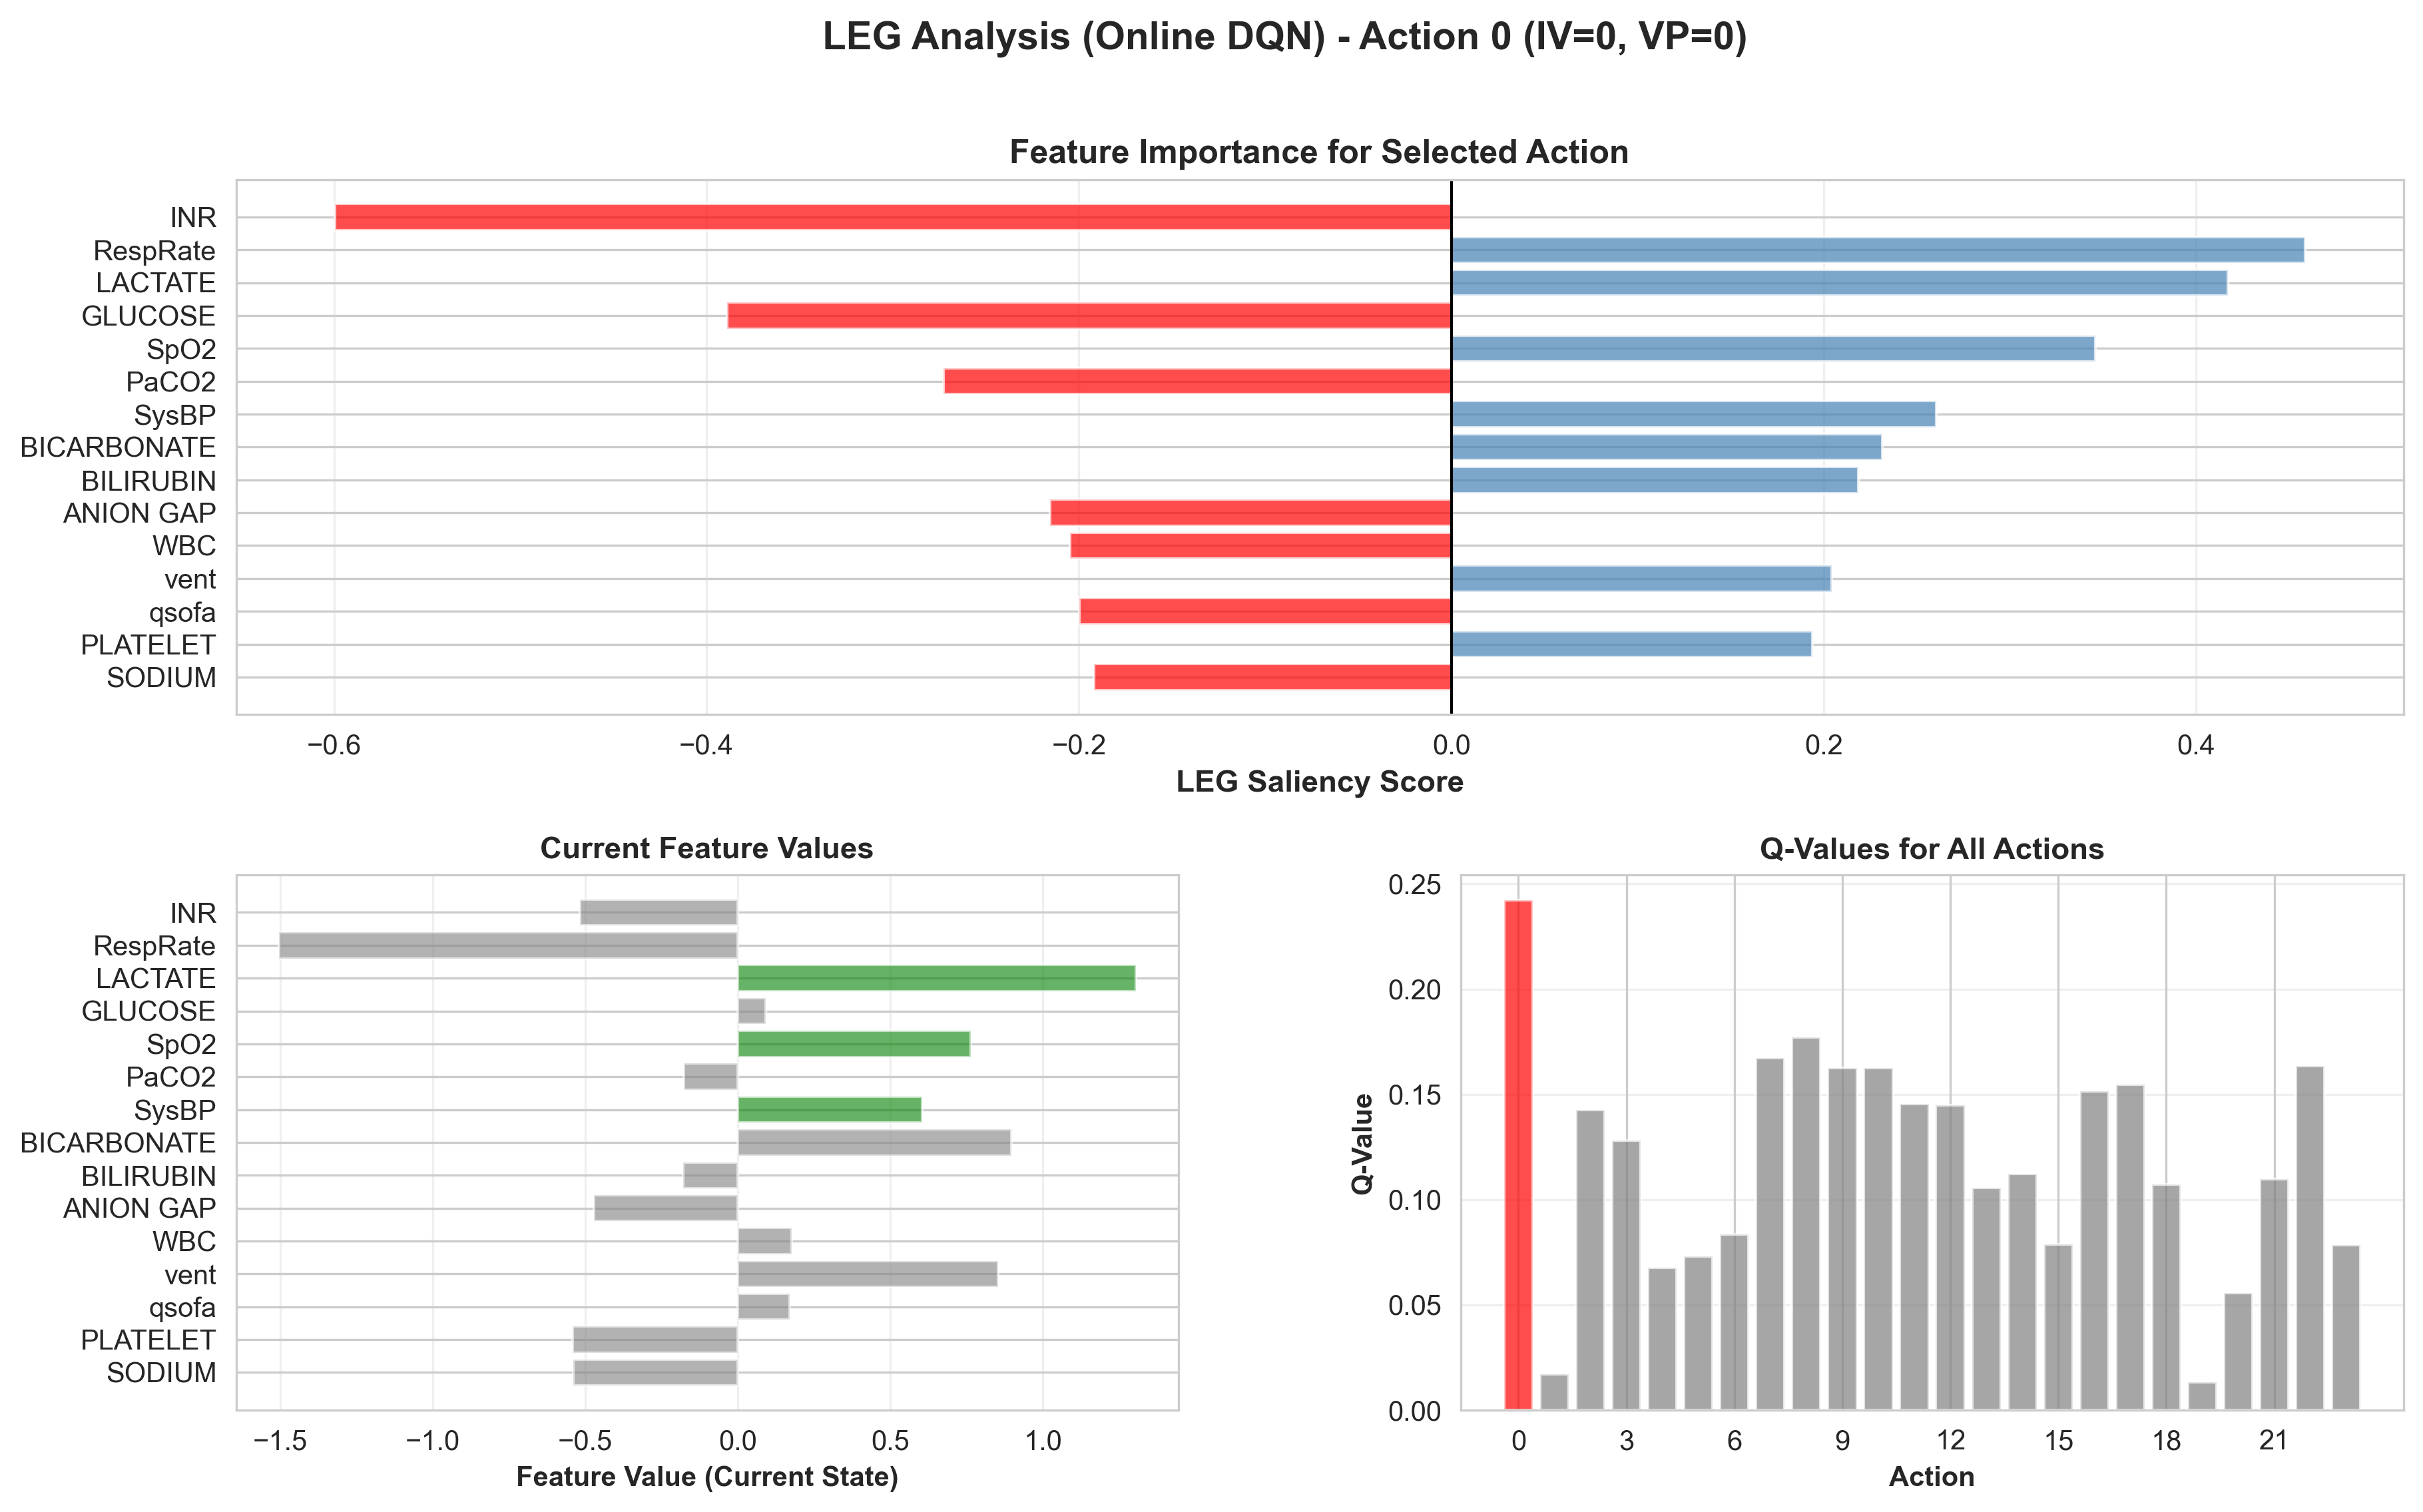 LEG Analysis (Online DQN) - Action 0 (IV=0, VP=0)
Feature Importance for Selected Action
INR
RespRate
LACTATE
GLUCOSE
SpO2
PaCO2
SysBP
BICARBONATE
BILIRUBIN
ANION GAP
WBC
vent
qsofa
PLATELET
SODIUM
−0.6 −0.4 −0.2 0.0 0.2 0.4
LEG Saliency Score
Current Feature Values
INR
RespRate
LACTATE
GLUCOSE
SpO2
PaCO2
SysBP
BICARBONATE
BILIRUBIN
ANION GAP
WBC
vent
qsofa
PLATELET
SODIUM
−1.5 −1.0 −0.5 0.0 0.5 1.0
Feature Value (Current State)
Q-Values for All Actions
Q-Value
0.25
0.20
0.15
0.10
0.05
0.00
0 3 6 9 12 15 18 21
Action